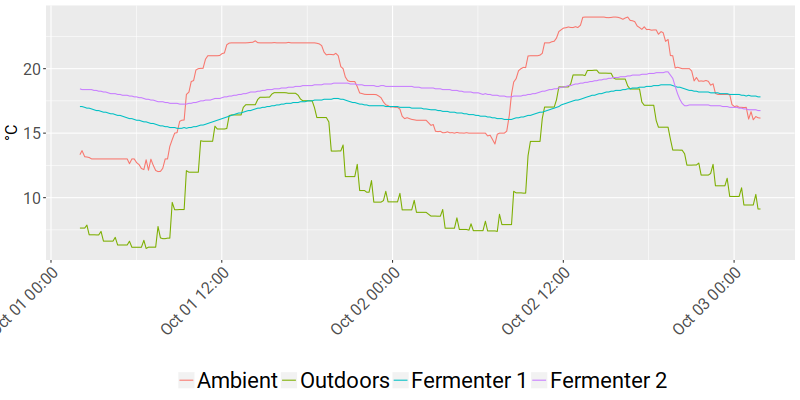 °C
20
15
10
Oct 01 00:00
Oct 01 12:00
Oct 02 00:00
Oct 02 12:00
Oct 03 00:00
Ambient Outdoors Fermenter 1 Fermenter 2